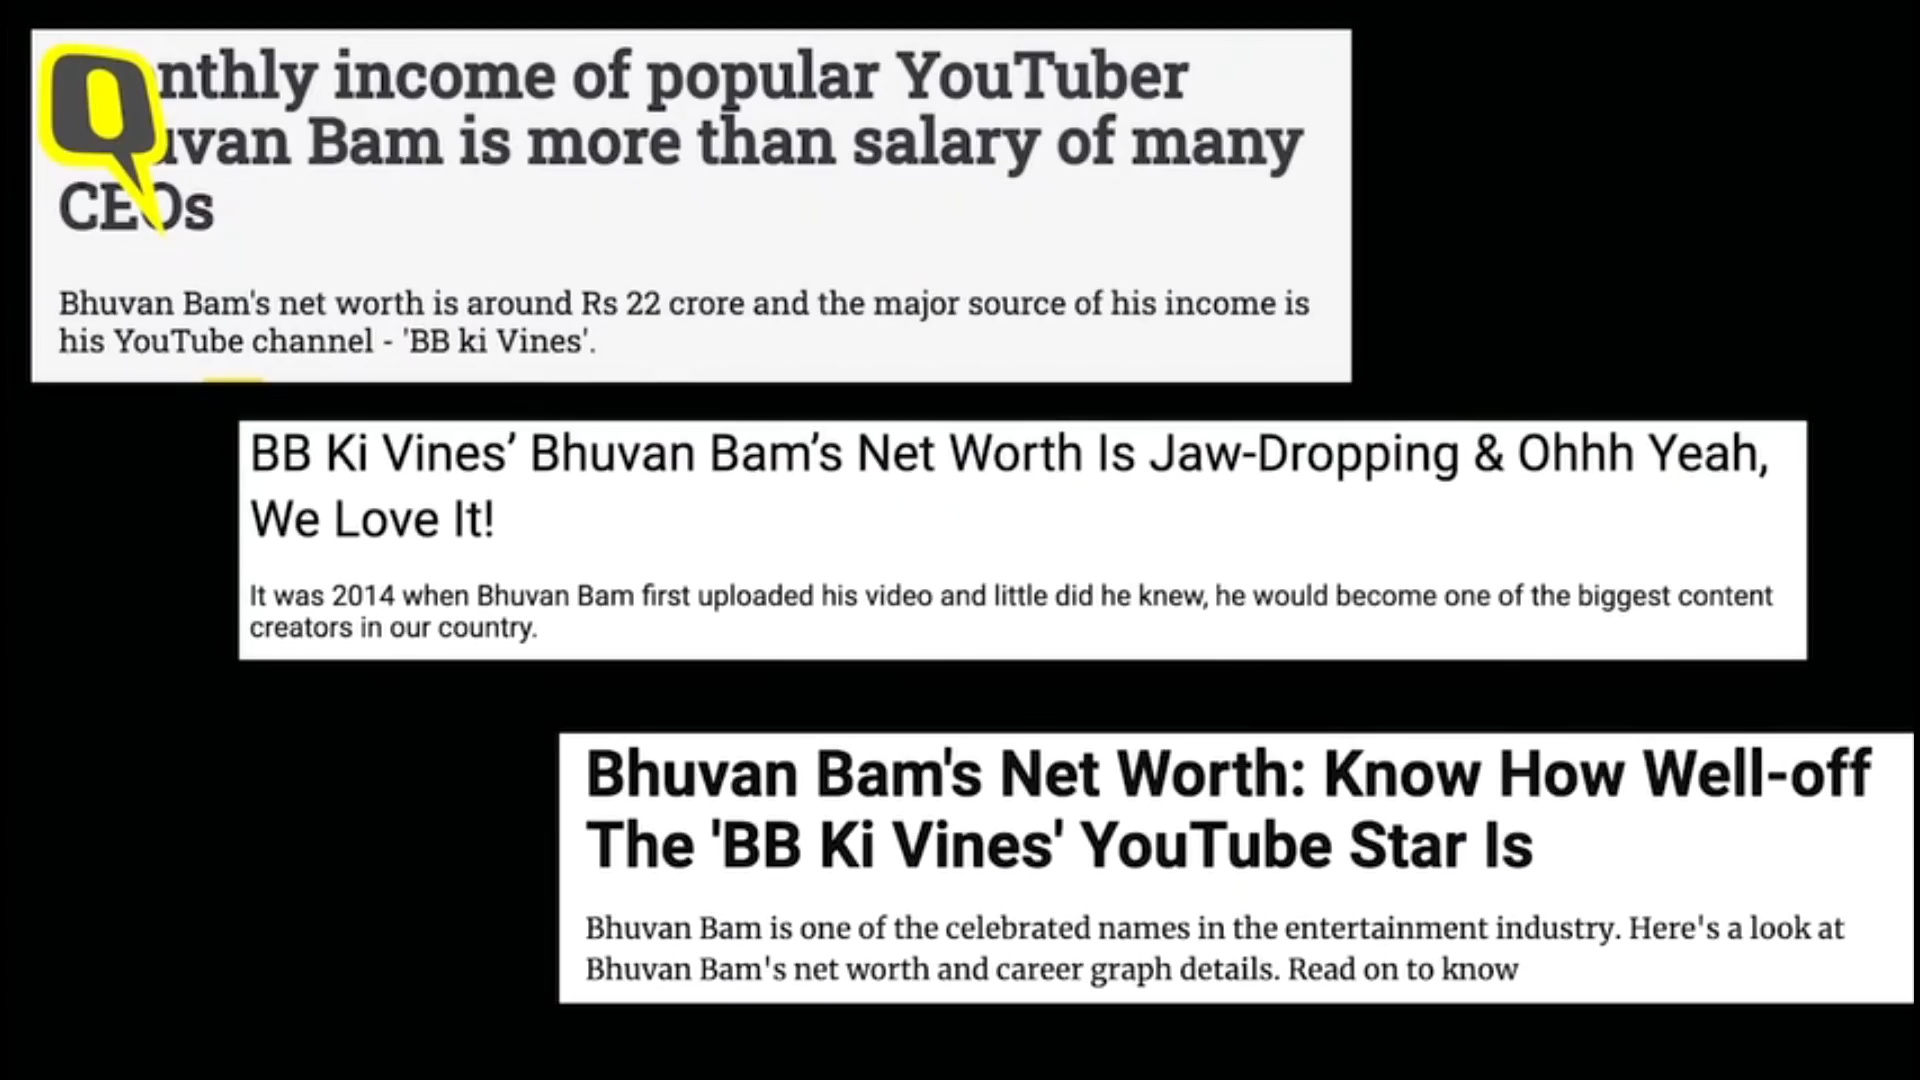 Q
nthly income of popular YouTuber
uvan Bam is more than salary of many
CEOs
Bhuvan Bam's net worth is around Rs 22 crore and the major source of his income is
his YouTube channel - 'BB ki Vines'.
BB Ki Vines’ Bhuvan Bam’s Net Worth Is Jaw-Dropping & Ohhh Yeah,
We Love It!
It was 2014 when Bhuvan Bam first uploaded his video and little did he knew, he would become one of the biggest content
creators in our country.
Bhuvan Bam's Net Worth: Know How Well-off
The 'BB Ki Vines' YouTube Star Is
Bhuvan Bam is one of the celebrated names in the entertainment industry. Here's a look at
Bhuvan Bam's net worth and career graph details. Read on to know